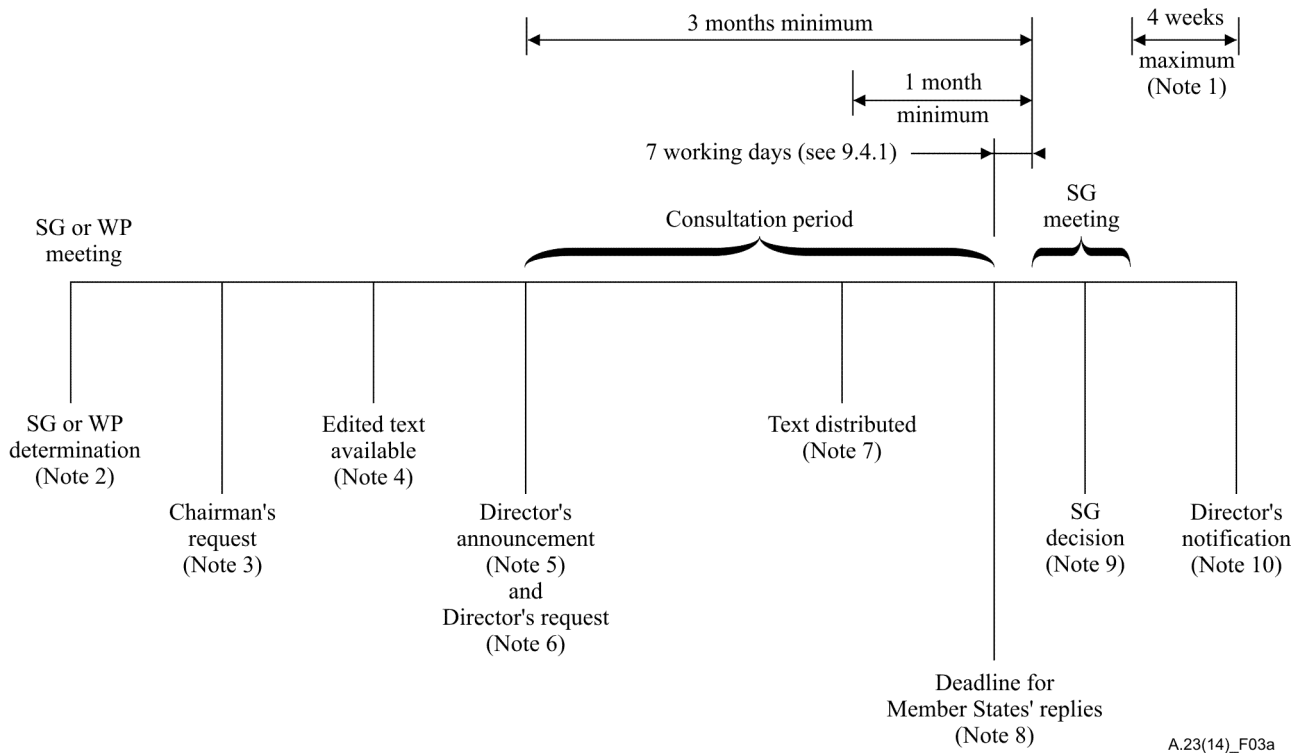 3 months minimum
4 weeks
maximum
(Note 1)
1 month
minimum
7 working days (see 9.4.1)
SG or WP
meeting
Consultation period
SG
meeting
SG or WP
determination
(Note 2)
Chairman's
request
(Note 3)
Edited text
available
(Note 4)
Director's
announcement
(Note 5)
and
Director's request
(Note 6)
Text distributed
(Note 7)
Deadline for
Member States' replies
(Note 8)
SG
decision
(Note 9)
Director's
notification
(Note 10)
A.23(14)_F03a